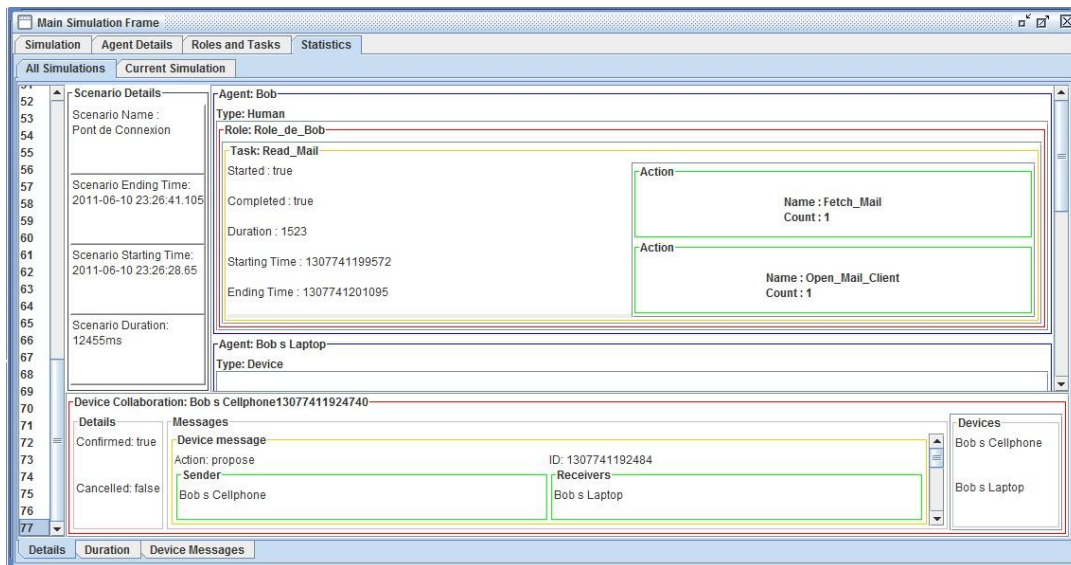 Main Simulation Frame
Simulation Agent Details Roles and Tasks Statistics
All Simulations Current Simulation
52
53
54
55
56
57
58
59
60
61
62
63
64
65
66
67
68
69
70
71
72
73
74
75
76
77
Scenario Details
Scenario Name :
Pont de Connexion
Scenario Ending Time:
2011-06-10 23:26:41.105
Scenario Starting Time:
2011-06-10 23:26:28.65
Scenario Duration:
12455ms
Agent: Bob
Type: Human
Role: Role_de_Bob
Task: Read_Mail
Started : true
Completed : true
Duration : 1523
Starting Time : 1307741199572
Ending Time : 1307741201095
Action
Name : Fetch_Mail
Count : 1
Action
Name : Open_Mail_Client
Count : 1
Agent: Bob s Laptop
Type: Device
Device Collaboration: Bob s Cellphone13077411924740
Details
Confirmed: true
Cancelled: false
Messages
Device message
Action: propose ID: 1307741192484
Sender
Bob s Cellphone
Receivers
Bob s Laptop
Devices
Bob s Cellphone
Bob s Laptop
Details Duration Device Messages